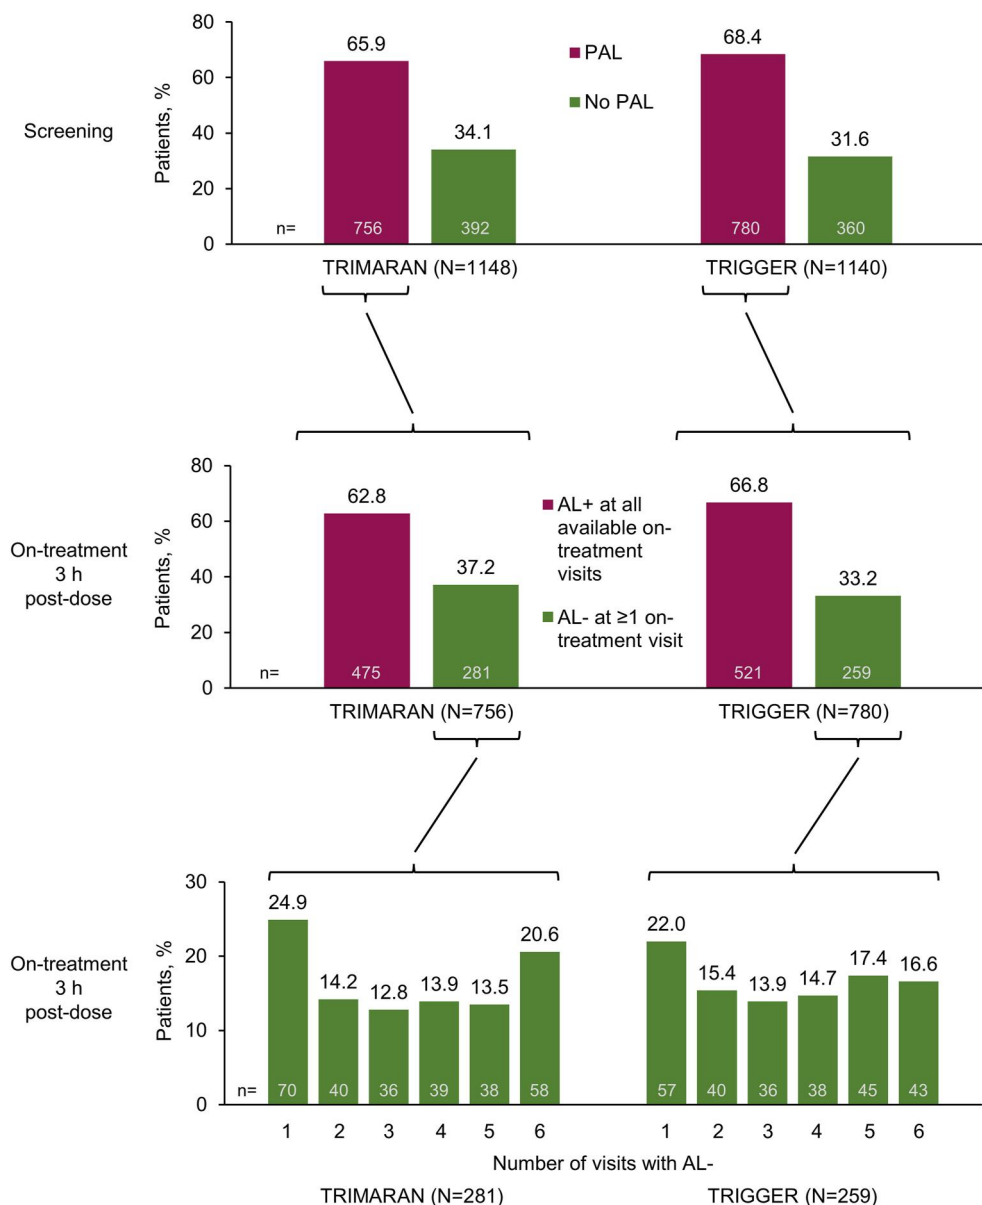 80
60
40
20
0
Patients, %
Screening
65.9
34.1
68.4
31.6
PAL
No PAL
n=
756
392
780
360
TRIMARAN (N=1148)
TRIGGER (N=1140)
80
60
40
20
0
Patients, %
On-treatment
3 h
post-dose
62.8
37.2
66.8
33.2
AL+ at all
available on-
treatment
visits
AL- at ≥1 on-
treatment visit
n=
475
281
521
259
TRIMARAN (N=756)
TRIGGER (N=780)
30
20
10
0
Patients, %
On-treatment
3 h
post-dose
24.9
14.2
12.8
13.9
13.5
20.6
22.0
15.4
13.9
14.7
17.4
16.6
n=
70
40
36
39
38
58
57
40
36
38
45
43
1
2
3
4
5
6
1
2
3
4
5
6
Number of visits with AL-
TRIMARAN (N=281)
TRIGGER (N=259)